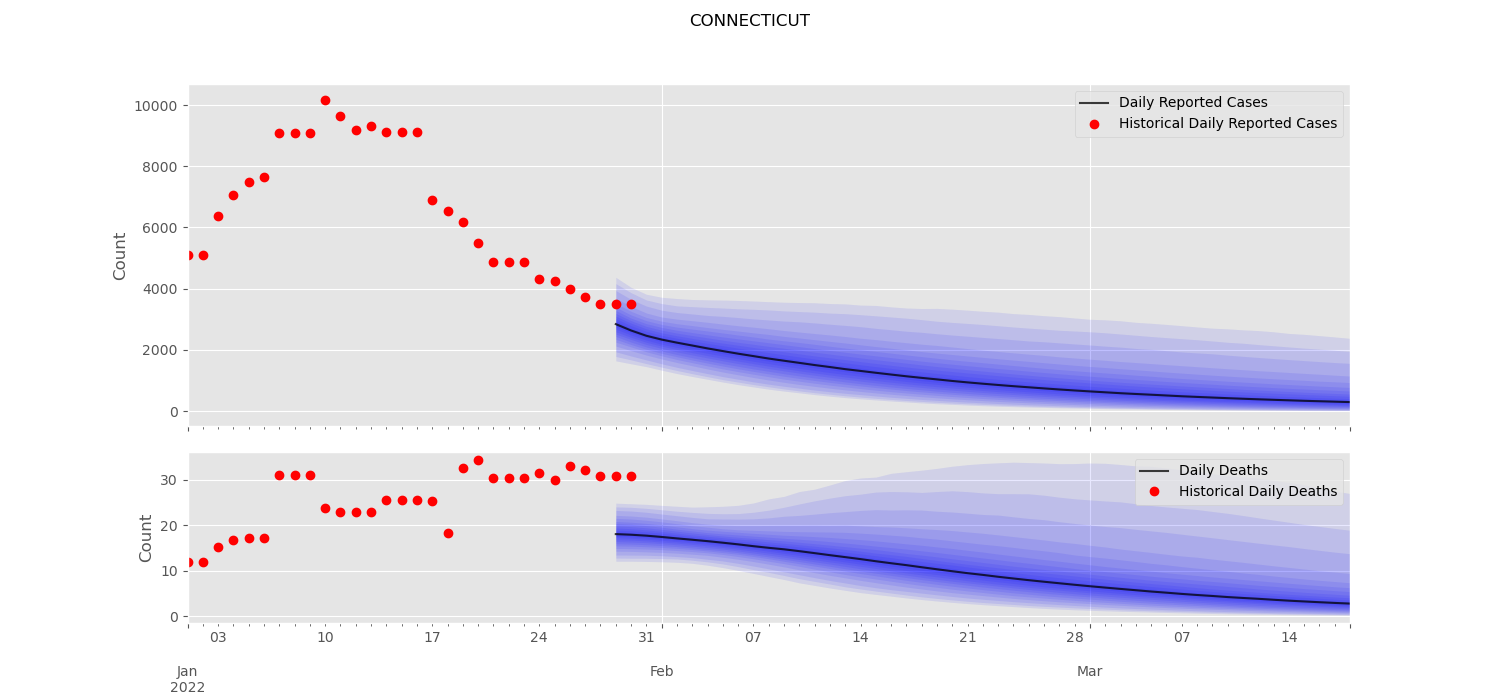 CONNECTICUT
10000
8000
6000
4000
2000
0
Count
Daily Reported Cases
Historical Daily Reported Cases
30
20
10
0
Count
Daily Deaths
Historical Daily Deaths
03 10 17 24 31 07 14 21 28 07 14
Jan Feb Mar
2022